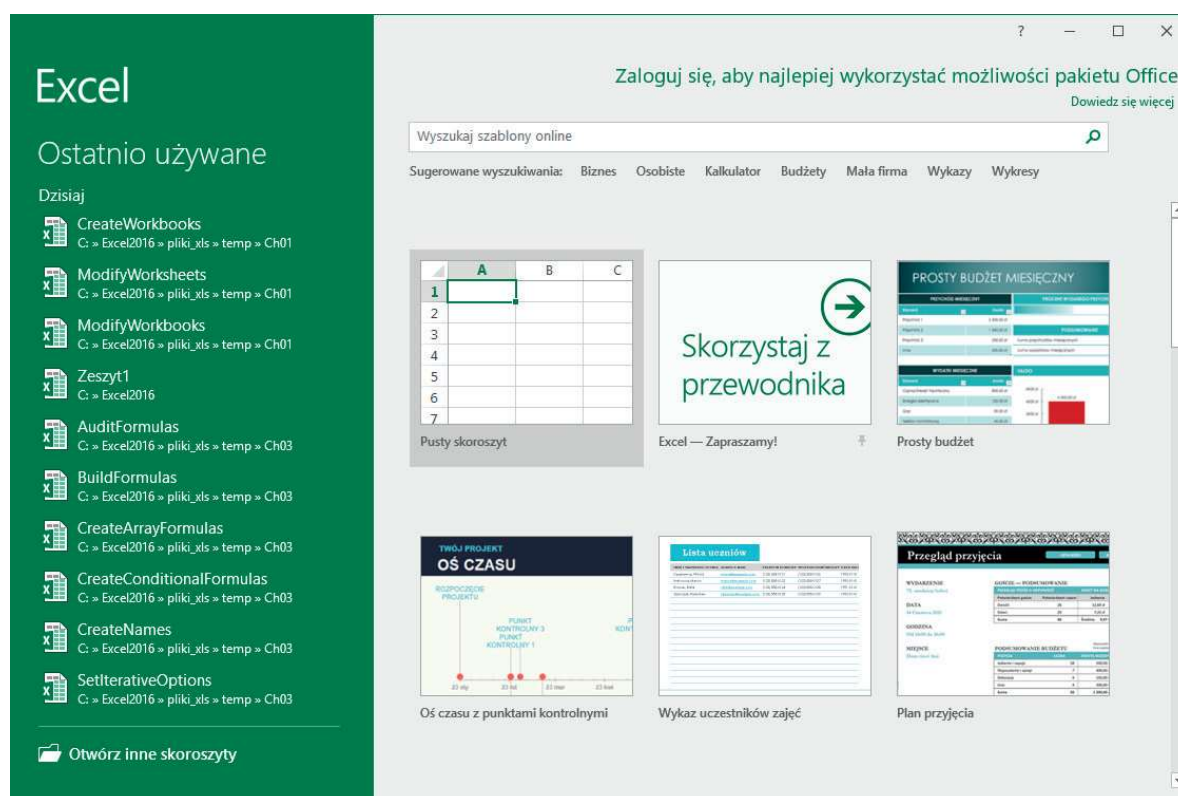 ?
Excel
Zaloguj się, aby najlepiej wykorzystać możliwości pakietu Office
Dowiedz się więcej
Wyszukaj szablony online
Sugerowane wyszukiwania: Biznes Osobiste Kalkulator Budżety Mała firma Wykazy Wykresy
Ostatnio używane
Dzisiaj
CreateWorkbooks
C: » Excel2016 » pliki_xls » temp » Ch01
ModifyWorksheets
C: » Excel2016 » pliki_xls » temp » Ch01
ModifyWorkbooks
C: » Excel2016 » pliki_xls » temp » Ch01
Zeszyt1
C: » Excel2016
AuditFormulas
C: » Excel2016 » pliki_xls » temp » Ch03
BuildFormulas
C: » Excel2016 » pliki_xls » temp » Ch03
CreateArrayFormulas
C: » Excel2016 » pliki_xls » temp » Ch03
CreateConditionalFormulas
C: » Excel2016 » pliki_xls » temp » Ch03
CreateNames
C: » Excel2016 » pliki_xls » temp » Ch03
SetIterativeOptions
C: » Excel2016 » pliki_xls » temp » Ch03
Otwórz inne skoroszyty
A B C
1
2
3
4
5
6
7
Pusty skoroszyt
Skorzystaj z
przewodnika
Excel — Zapraszamy!
PROSTY BUDŻET MIESIĘCZNY
Prosty budżet
TWÓJ PROJEKT
OŚ CZASU
ROZPOCZĘCIE
PROJEKTU
PUNKT
KONTROLNY 3
PUNKT
KONTROLNY 1
Oś czasu z punktami kontrolnymi
Lista uczniów
Wykaz uczestników zajęć
Przegląd przyjęcia
WYDARZENIE
GOŚCIE — PODSUMOWANIE
DATA
GODZINA
MIEJSCE
PODSUMOWANIE BUDŻETU
Plan przyjęcia